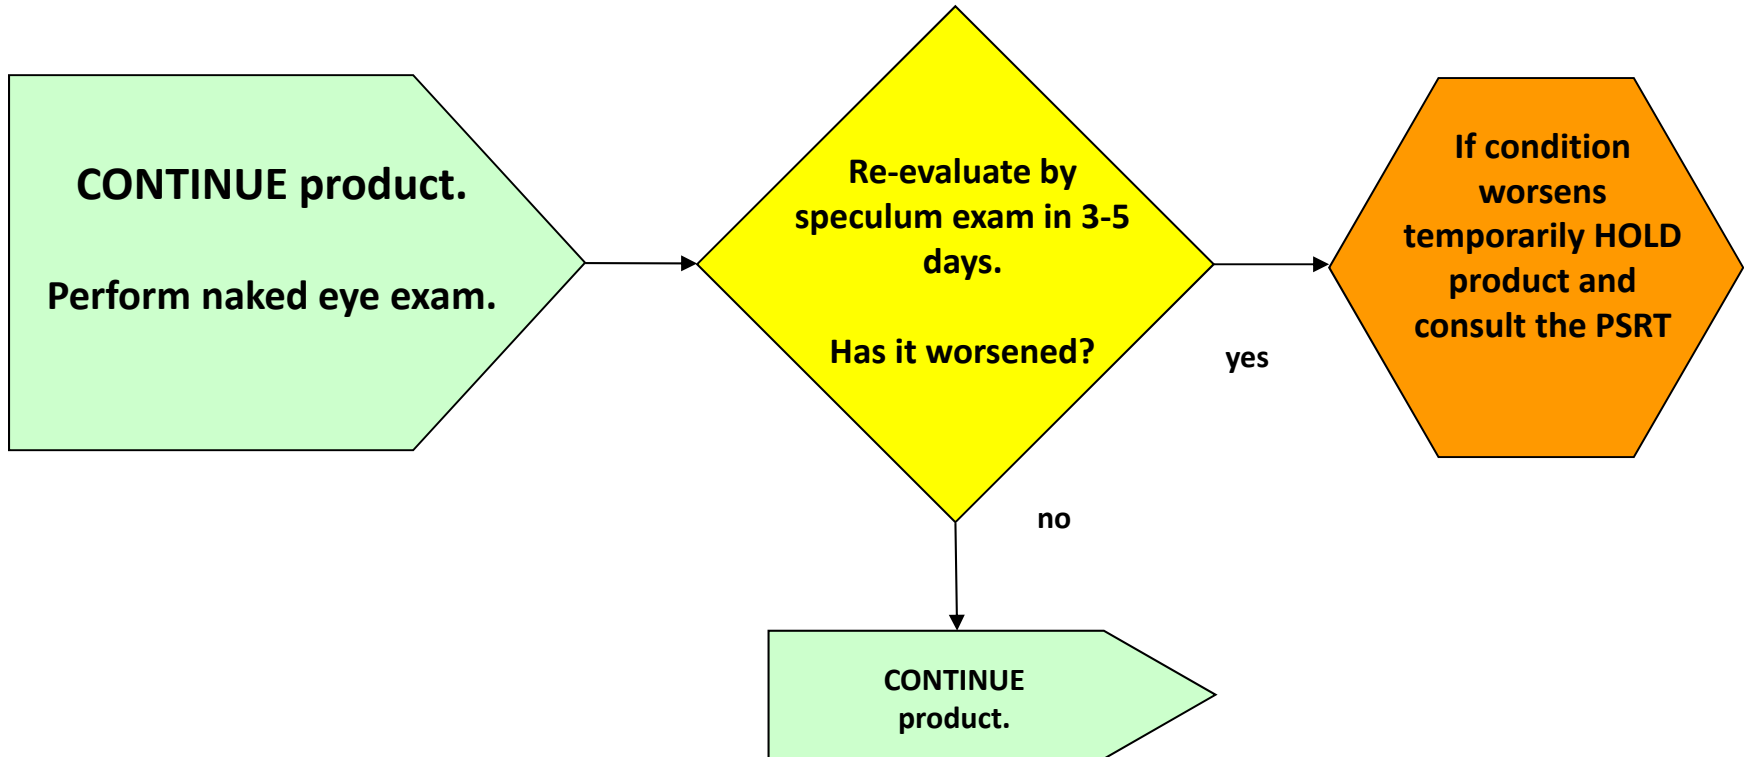 CONTINUE product.
Perform naked eye exam.
Re-evaluate by
speculum exam in 3-5
days.
Has it worsened?
If condition
worsens
temporarily HOLD
product and
consult the PSRT
yes
no
CONTINUE
product.